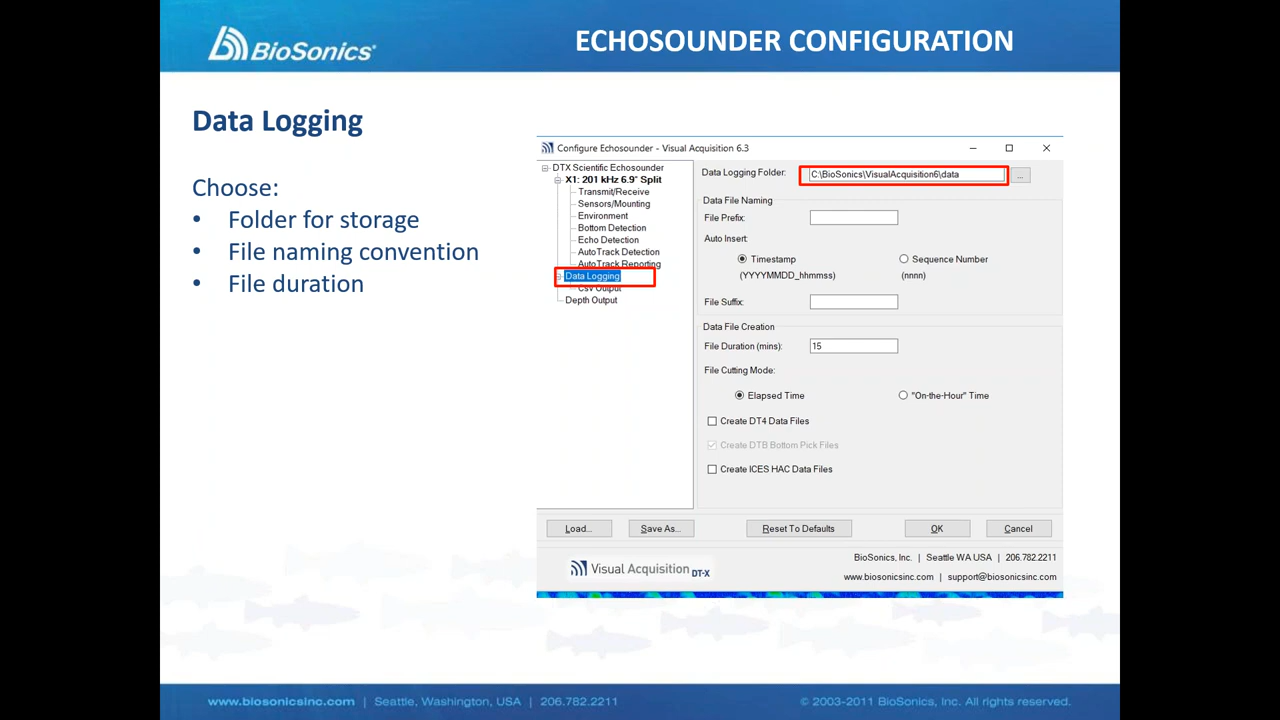 BioSonics
ECHOSOUNDER CONFIGURATION
Data Logging
Choose:
• Folder for storage
• File naming convention
• File duration
Configure Echosounder - Visual Acquisition 6.3
DTX Scientific Echosounder
X1: 201 kHz 6.9° Split
Transmit/Receive
Sensors/Mounting
Environment
Bottom Detection
Echo Detection
AutoTrack Detection
AutoTrack Reporting
Data Logging
Csv Output
Depth Output
Data Logging Folder: C:\BioSonics\VisualAcquisition6\data ...
Data File Naming
File Prefix:
Auto Insert:
Timestamp Sequence Number
(YYYYMMDD_hhmmss) (nnnn)
File Suffix:
Data File Creation
File Duration (mins): 15
File Cutting Mode:
Elapsed Time "On-the-Hour" Time
Create DT4 Data Files
Create DTB Bottom Pick Files
Create ICES HAC Data Files
Load... Save As... Reset To Defaults OK Cancel
Visual Acquisition DT-X
BioSonics, Inc. | Seattle WA USA | 206.782.2211
www.biosonicsinc.com | support@biosonicsinc.com
www.biosonicsinc.com | Seattle, Washington, USA | 206.782.2211
© 2003-2011 BioSonics, Inc. All rights reserved.